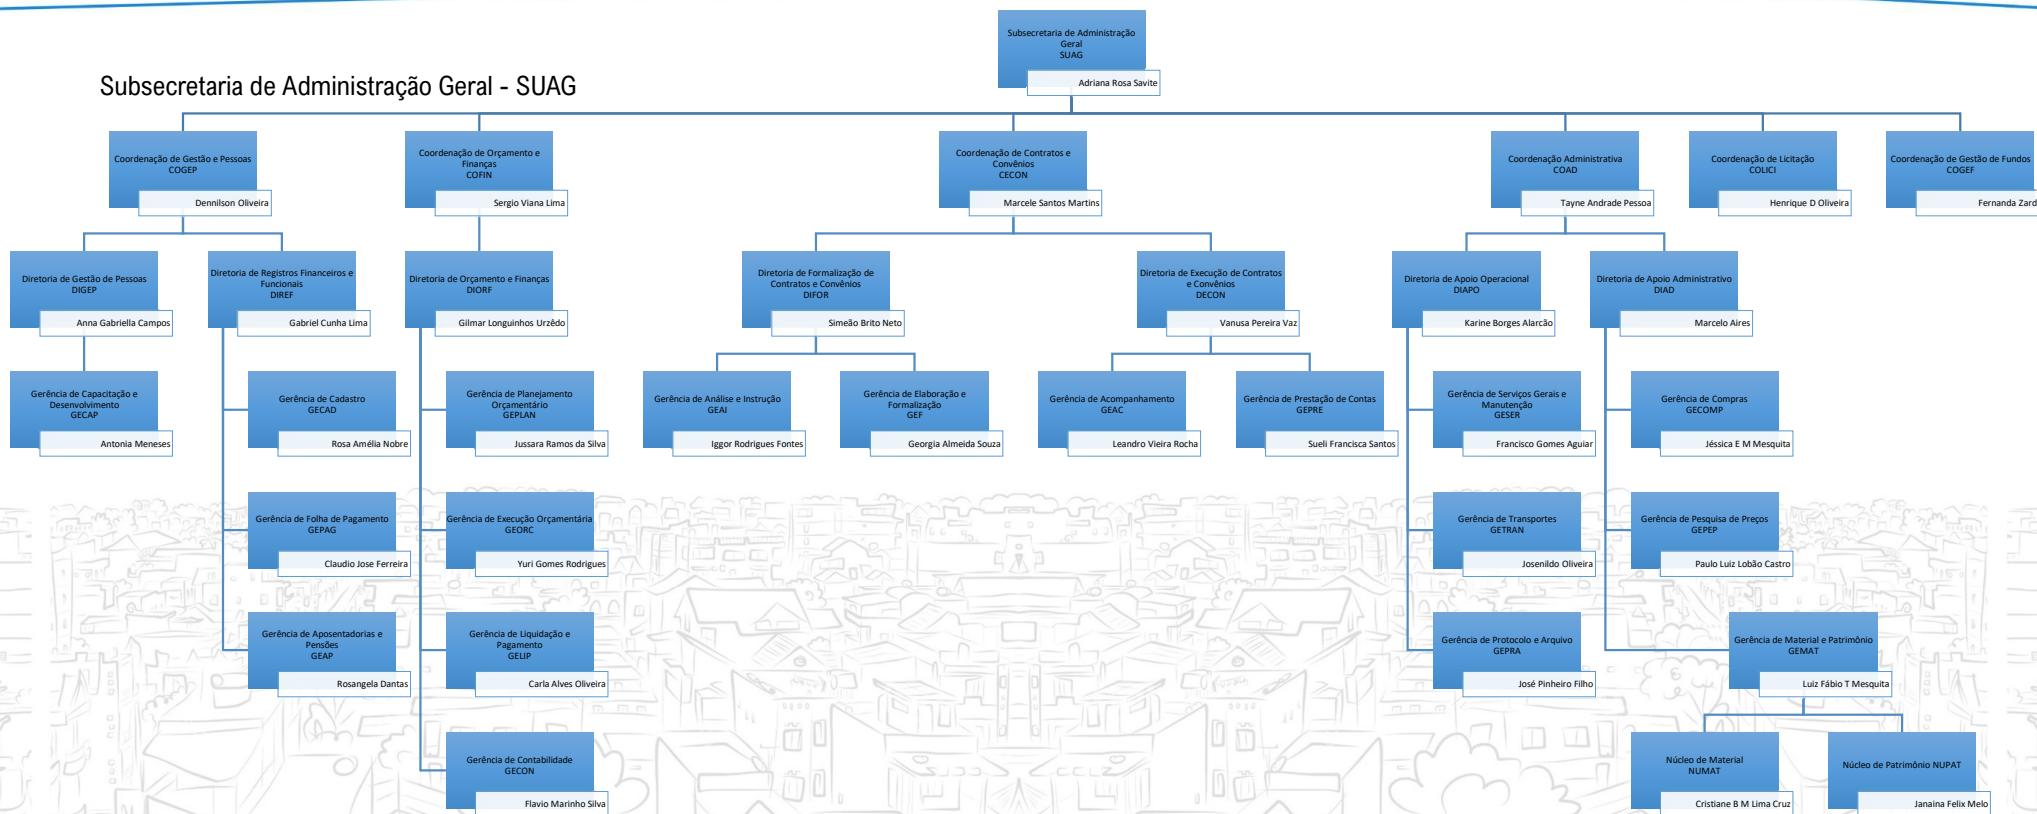 Subsecretaria de Administração Geral - SUAG
Subsecretaria de Administração
Geral
SUAG
Adriana Rosa Savite
Coordenação de Gestão e Pessoas
COGEP
Dennilson Oliveira
Coordenação de Orçamento e
Finanças
COFIN
Sergio Viana Lima
Coordenação de Contratos e
Convênios
CECON
Marcele Santos Martins
Coordenação Administrativa
COAD
Tayne Andrade Pessoa
Coordenação de Licitação
COLICI
Henrique D Oliveira
Coordenação de Gestão de Fundos
COGEF
Fernanda Zard
Diretoria de Gestão de Pessoas
DIGEP
Anna Gabriella Campos
Diretoria de Registros Financeiros e
Funcionais
DIREF
Gabriel Cunha Lima
Diretoria de Orçamento e Finanças
DIORF
Gilmar Longuinhos Urzêdo
Diretoria de Formalização de
Contratos e Convênios
DIFOR
Simeão Brito Neto
Diretoria de Execução de Contratos
e Convênios
DECON
Vanusa Pereira Vaz
Diretoria de Apoio Operacional
DIAPO
Karine Borges Alarcão
Diretoria de Apoio Administrativo
DIAD
Marcelo Aires
Gerência de Capacitação e
Desenvolvimento
GECAP
Antonia Meneses
Gerência de Cadastro
GECAD
Rosa Amélia Nobre
Gerência de Planejamento
Orçamentário
GEPLAN
Jussara Ramos da Silva
Gerência de Análise e Instrução
GEAI
Iggor Rodrigues Fontes
Gerência de Elaboração e
Formalização
GEF
Georgia Almeida Souza
Gerência de Acompanhamento
GEAC
Leandro Vieira Rocha
Gerência de Prestação de Contas
GEPRE
Sueli Francisca Santos
Gerência de Serviços Gerais e
Manutenção
GESER
Francisco Gomes Aguiar
Gerência de Compras
GECOMP
Jéssica E M Mesquita
Gerência de Folha de Pagamento
GEPAG
Claudio Jose Ferreira
Gerência de Execução Orçamentária
GEORC
Yuri Gomes Rodrigues
Gerência de Transportes
GETRAN
Josenildo Oliveira
Gerência de Pesquisa de Preços
GEPEP
Paulo Luiz Lobão Castro
Gerência de Aposentadorias e
Pensões
GEAP
Rosangela Dantas
Gerência de Liquidação e
Pagamento
GELIP
Carla Alves Oliveira
Gerência de Protocolo e Arquivo
GEPRA
José Pinheiro Filho
Gerência de Material e Patrimônio
GEMAT
Luiz Fábio T Mesquita
Gerência de Contabilidade
GECON
Flavio Marinho Silva
Núcleo de Material
NUMAT
Cristiane B M Lima Cruz
Núcleo de Patrimônio NUPAT
Janaina Felix Melo